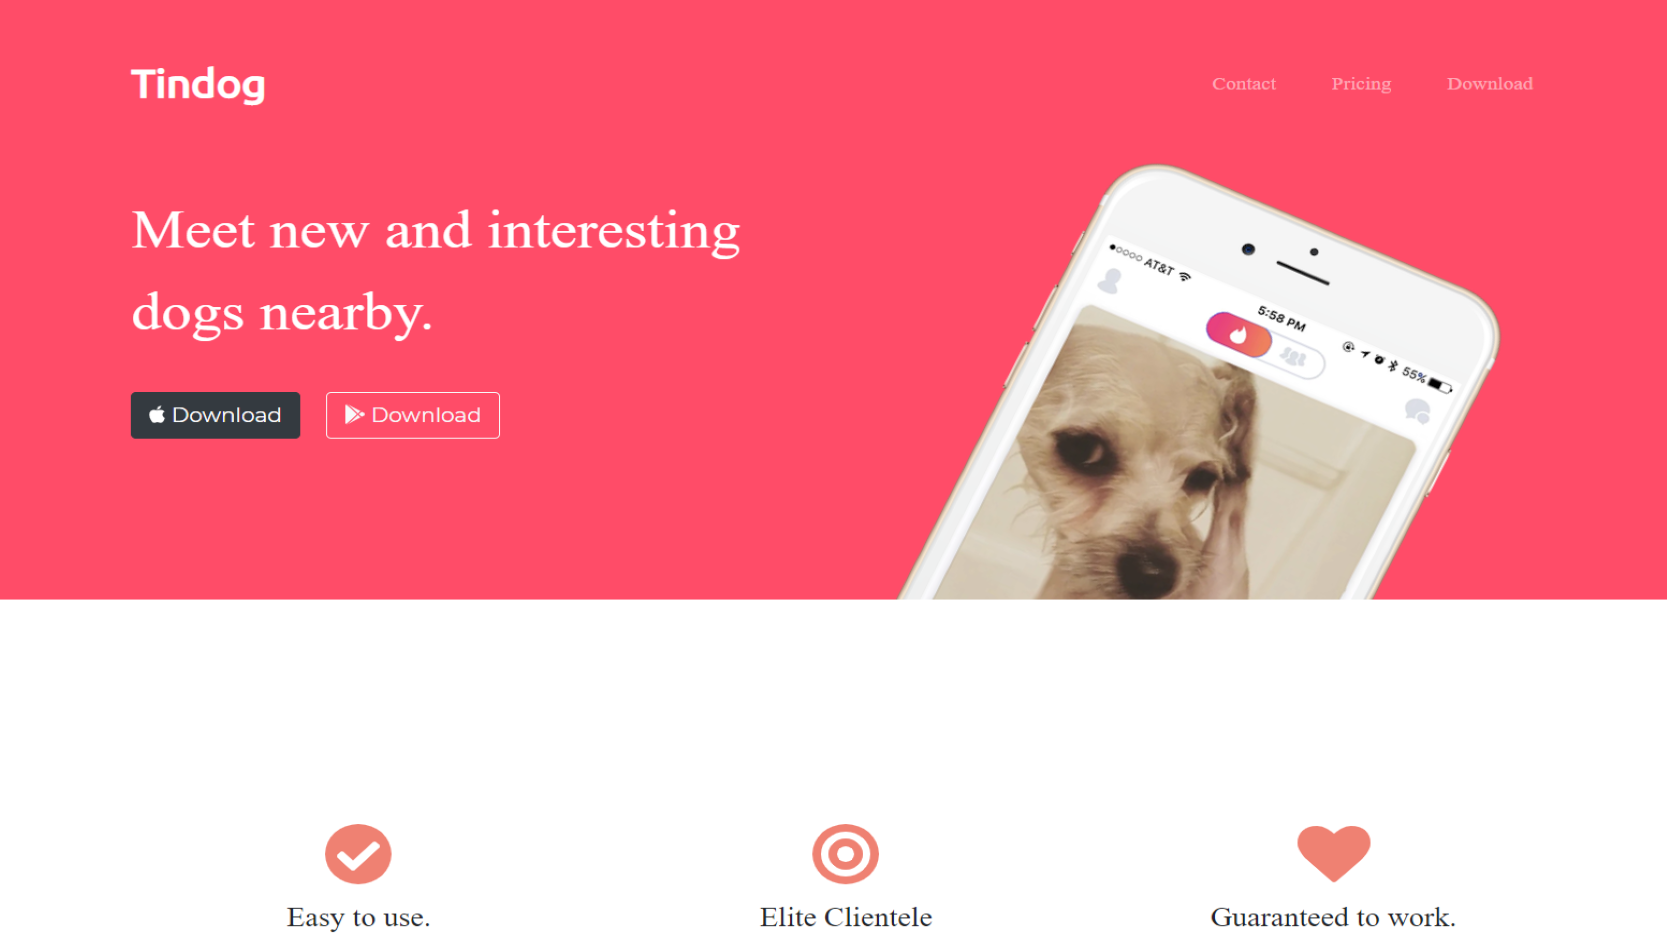 Tindog
Contact Pricing Download
Meet new and interesting
dogs nearby.
Download Download
AT&T
5:58 PM
55%
Easy to use. Elite Clientele Guaranteed to work.